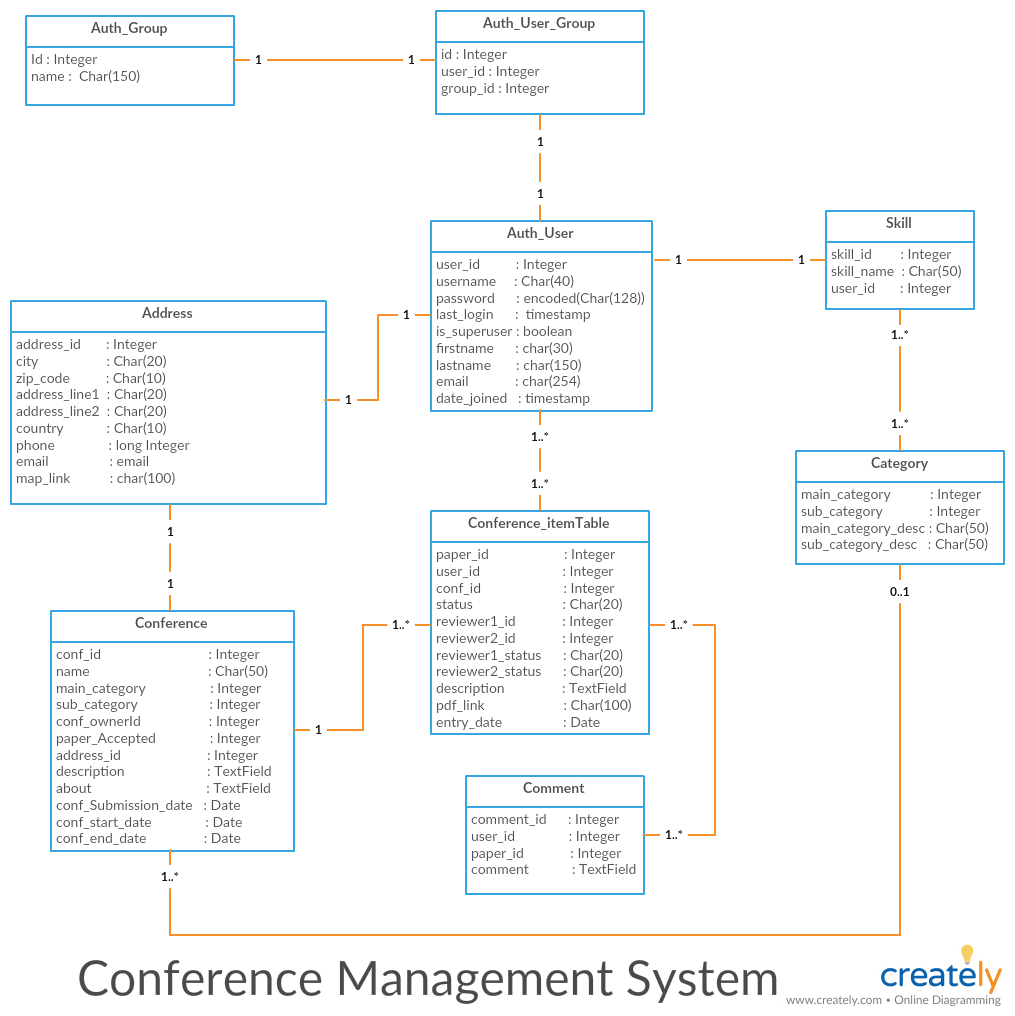 Auth_Group
Id : Integer
name : Char(150)
1
1
Auth_User_Group
id : Integer
user_id : Integer
group_id : Integer
1
1
Auth_User
user_id : Integer
username : Char(40)
password : encoded(Char(128))
last_login : timestamp
is_superuser : boolean
firstname : char(30)
lastname : char(150)
email : char(254)
date_joined : timestamp
1
1
Skill
skill_id : Integer
skill_name : Char(50)
user_id : Integer
1..*
1..*
Address
address_id : Integer
city : Char(20)
zip_code : Char(10)
address_line1 : Char(20)
address_line2 : Char(20)
country : Char(10)
phone : long Integer
email : email
map_link : char(100)
1
1
1..*
1..*
Category
main_category : Integer
sub_category : Integer
main_category_desc : Char(50)
sub_category_desc : Char(50)
0..1
1
1
Conference_itemTable
paper_id : Integer
user_id : Integer
conf_id : Integer
status : Char(20)
reviewer1_id : Integer
reviewer2_id : Integer
reviewer1_status : Char(20)
reviewer2_status : Char(20)
description : TextField
pdf_link : Char(100)
entry_date : Date
1..*
1..*
Conference
conf_id : Integer
name : Char(50)
main_category : Integer
sub_category : Integer
conf_ownerId : Integer
paper_Accepted : Integer
address_id : Integer
description : TextField
about : TextField
conf_Submission_date : Date
conf_start_date : Date
conf_end_date : Date
1
1..*
Comment
comment_id : Integer
user_id : Integer
paper_id : Integer
comment : TextField
1..*
Conference Management System
creately
www.creately.com • Online Diagramming